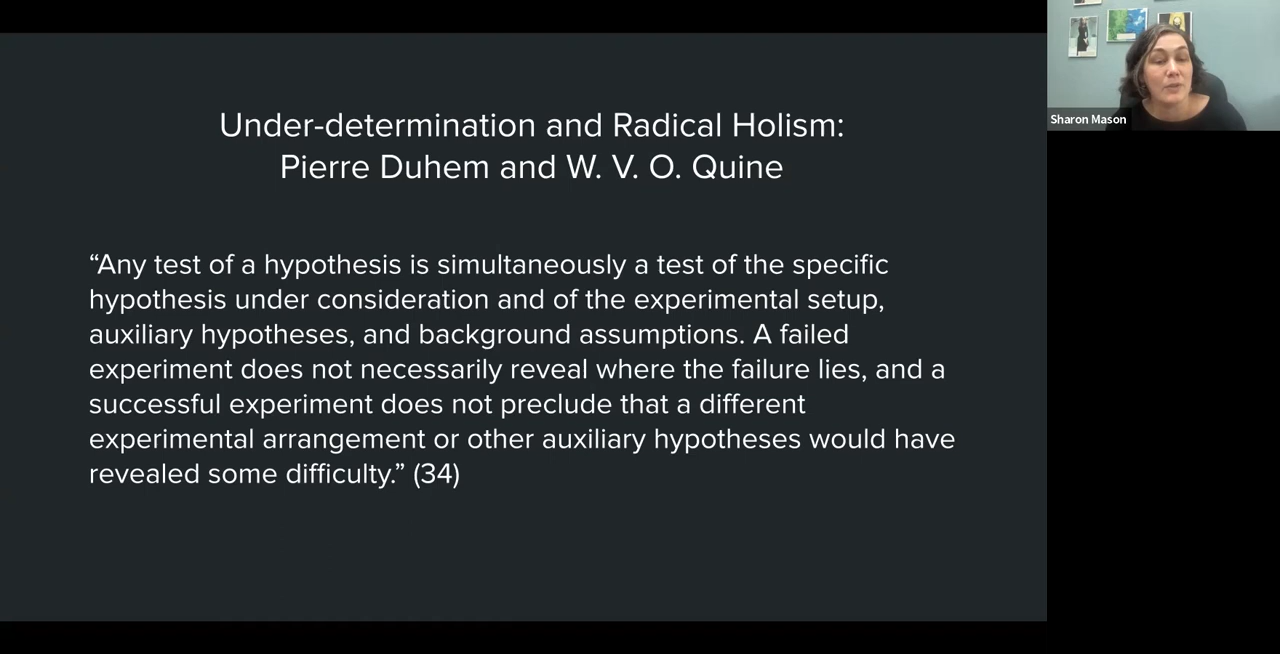 Under-determination and Radical Holism:
Pierre Duhem and W. V. O. Quine
“Any test of a hypothesis is simultaneously a test of the specific
hypothesis under consideration and of the experimental setup,
auxiliary hypotheses, and background assumptions. A failed
experiment does not necessarily reveal where the failure lies, and a
successful experiment does not preclude that a different
experimental arrangement or other auxiliary hypotheses would have
revealed some difficulty.” (34)
Sharon Mason